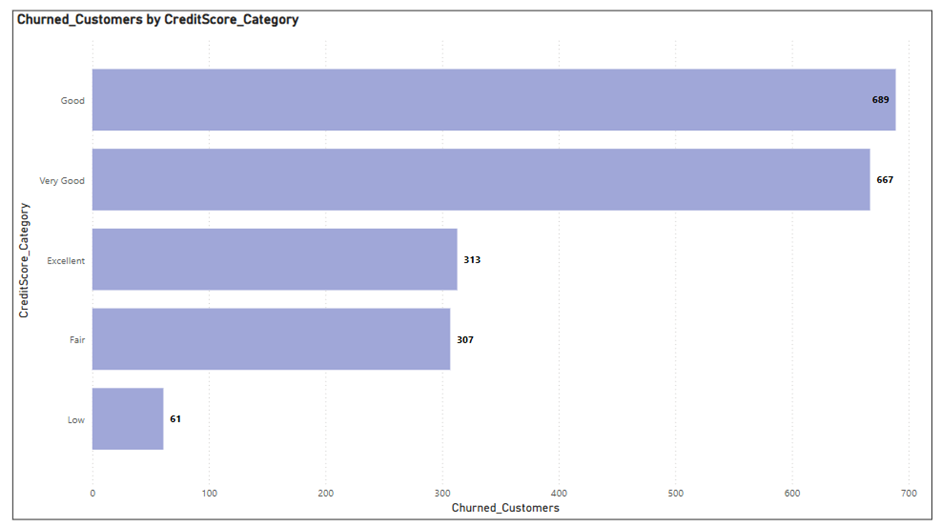 Churned_Customers by CreditScore_Category
CreditScore_Category
Good
689
Very Good
667
Excellent
313
Fair
307
Low
61
0 100 200 300 400 500 600 700
Churned_Customers